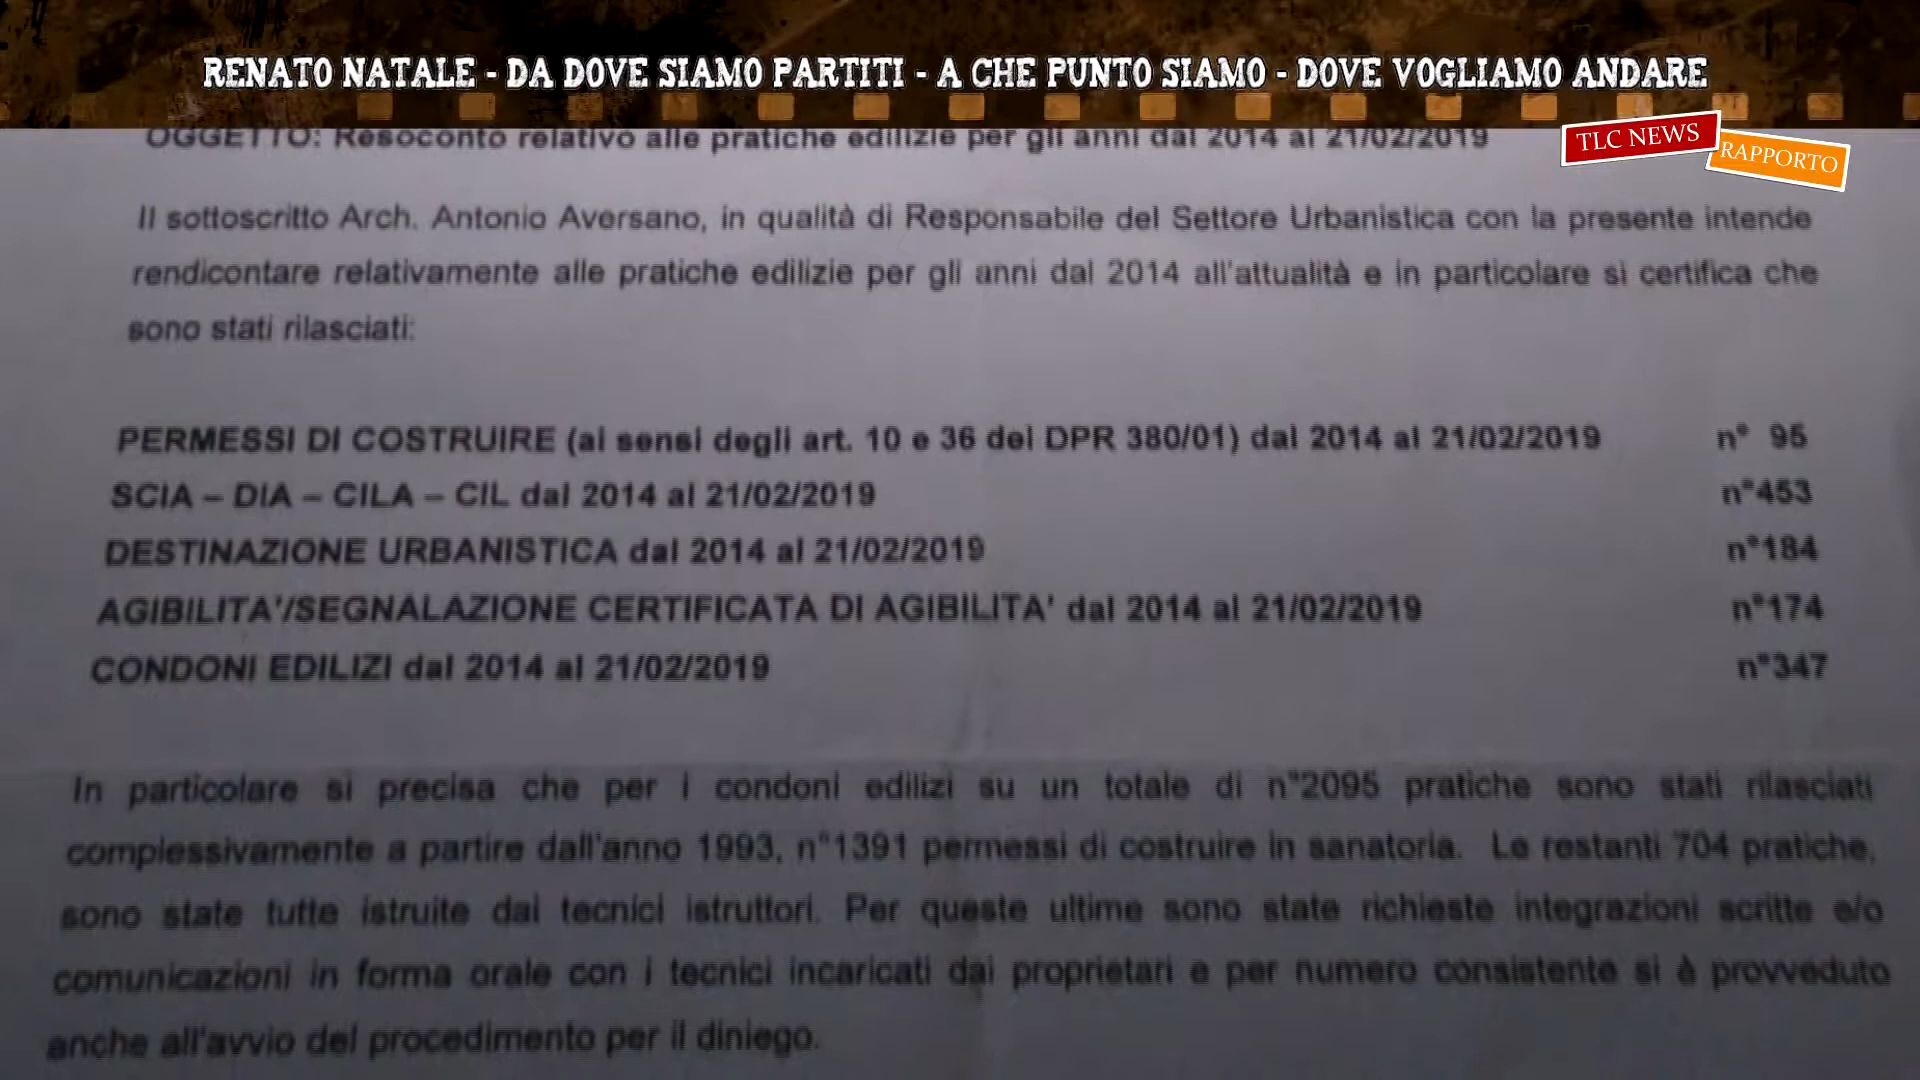 RENATO NATALE - DA DOVE SIAMO PARTITI - A CHE PUNTO SIAMO - DOVE VOGLIAMO ANDARE
TLC NEWS
RAPPORTO
OGGETTO: Resoconto relativo alle pratiche edilizie per gli anni dal 2014 al 21/02/2019
Il sottoscritto Arch. Antonio Aversano, in qualità di Responsabile del Settore Urbanistica con la presente intende
rendicontare relativamente alle pratiche edilizie per gli anni dal 2014 all'attualità e in particolare si certifica che
sono stati rilasciati:
PERMESSI DI COSTRUIRE (ai sensi degli art. 10 e 36 del DPR 380/01) dal 2014 al 21/02/2019 n° 95
SCIA – DIA – CILA – CIL dal 2014 al 21/02/2019 n°453
DESTINAZIONE URBANISTICA dal 2014 al 21/02/2019 n°184
AGIBILITA'/SEGNALAZIONE CERTIFICATA DI AGIBILITA' dal 2014 al 21/02/2019 n°174
CONDONI EDILIZI dal 2014 al 21/02/2019 n°347
In particolare si precisa che per i condoni edilizi su un totale di n°2095 pratiche sono stati rilasciati
complessivamente a partire dall'anno 1993, n°1391 permessi di costruire in sanatoria. Le restanti 704 pratiche,
sono state tutte istruite dai tecnici istruttori. Per queste ultime sono state richieste integrazioni scritte e/o
comunicazioni in forma orale con i tecnici incaricati dai proprietari e per numero consistente si è provveduto
anche all'avvio del procedimento per il diniego.